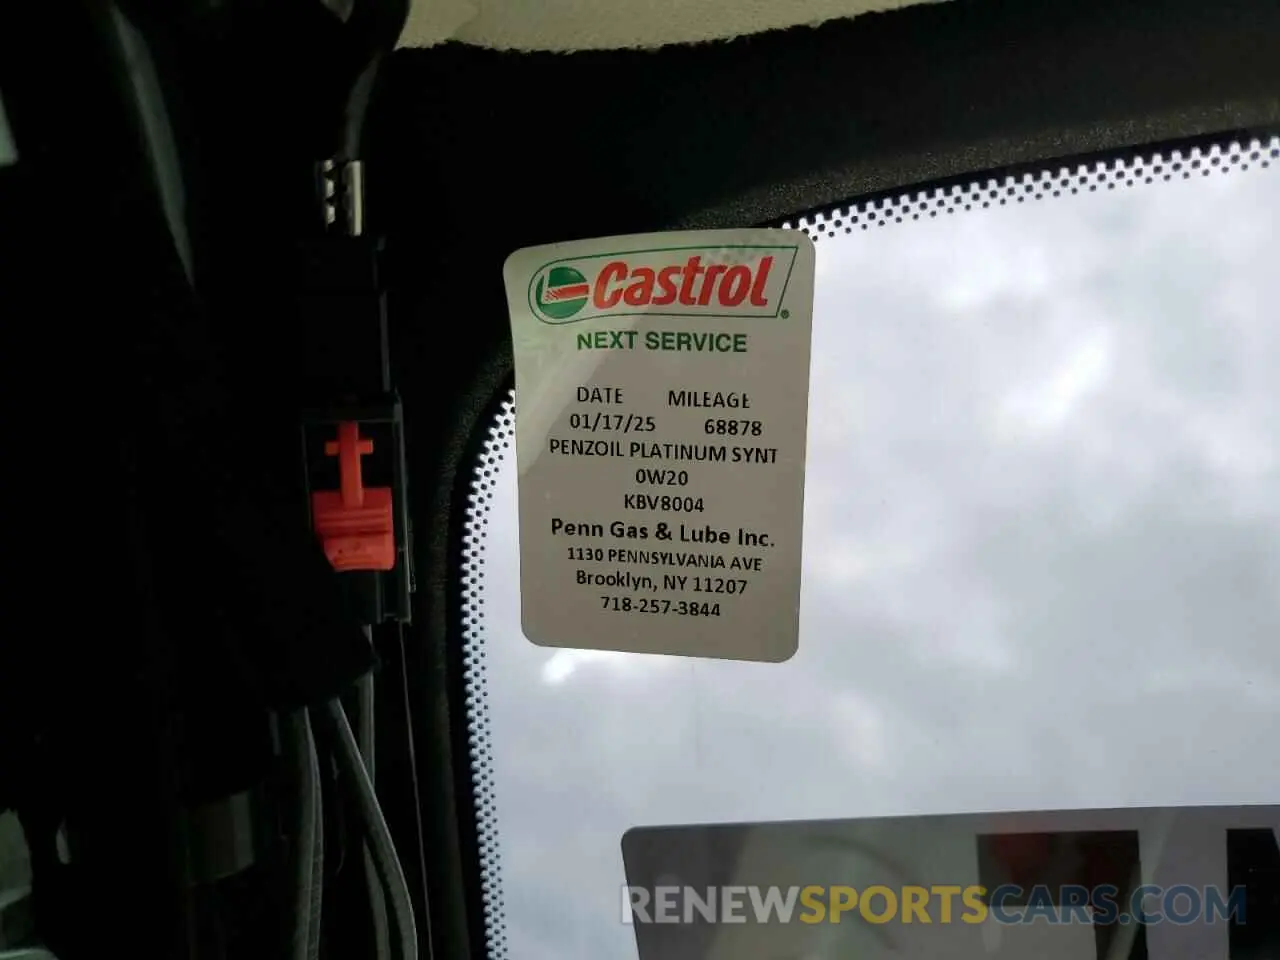 Castrol
NEXT SERVICE
DATE MILEAGE
01/17/25 68878
PENZOIL PLATINUM SYNT
0W20
KBV8004
Penn Gas & Lube Inc.
1130 PENNSYLVANIA AVE
Brooklyn, NY 11207
718-257-3844
RENEWSPORTSCARS.COM